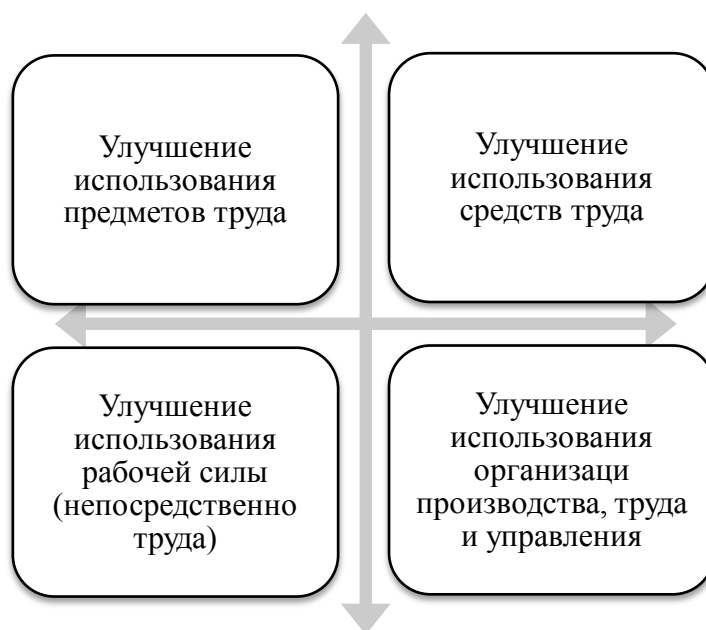 Улучшение
использования
предметов труда
Улучшение
использования
средств труда
Улучшение
использования
рабочей силы
(непосредственно
труда)
Улучшение
использования
организаци
производства, труда
и управления